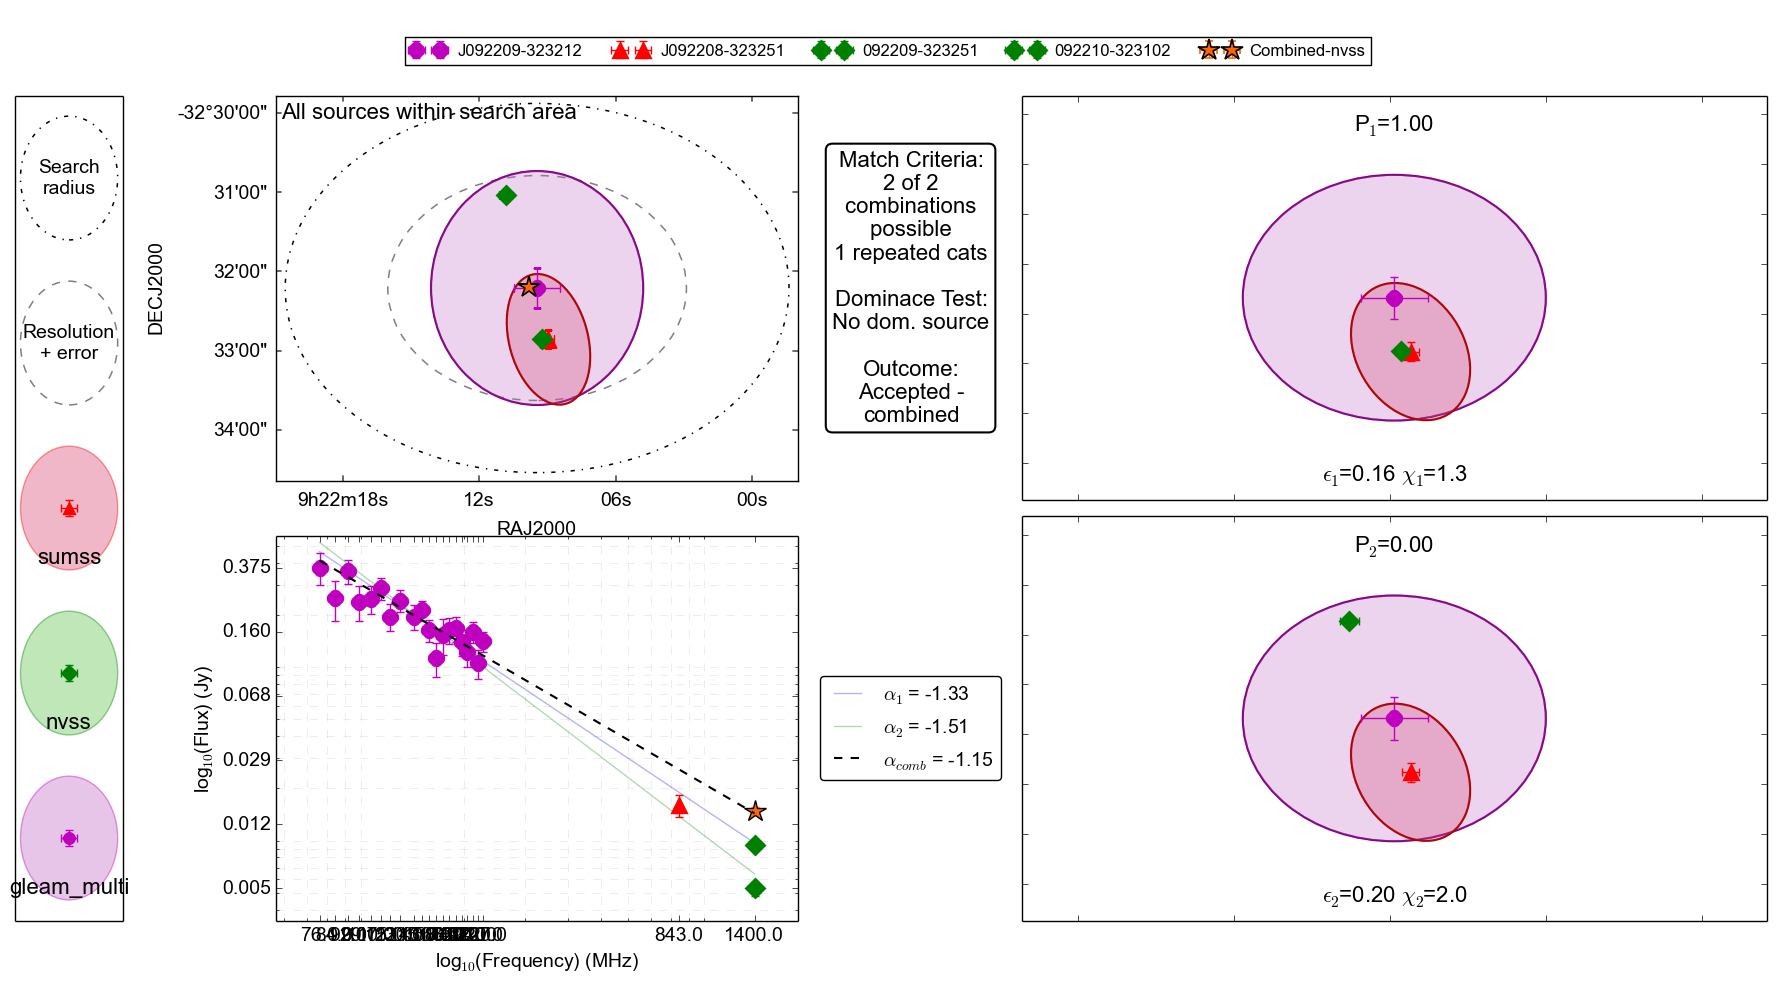 J092209-323212 J092208-323251 092209-323251 092210-323102 Combined-nvss
Search
radius
Resolution
+ error
sumss
nvss
gleam_multi
All sources within search area
DECJ2000
-32°30'00"
31'00"
32'00"
33'00"
34'00"
9h22m18s 12s 06s 00s
RAJ2000
Match Criteria:
2 of 2
combinations
possible
1 repeated cats
Dominace Test:
No dom. source
Outcome:
Accepted -
combined
P1=1.00
ϵ1=0.16 χ1=1.3
P2=0.00
ϵ2=0.20 χ2=2.0
log10(Flux) (Jy)
0.375
0.160
0.068
0.029
0.012
0.005
843.0 1400.0
log10(Frequency) (MHz)
α1 = -1.33
α2 = -1.51
αcomb = -1.15